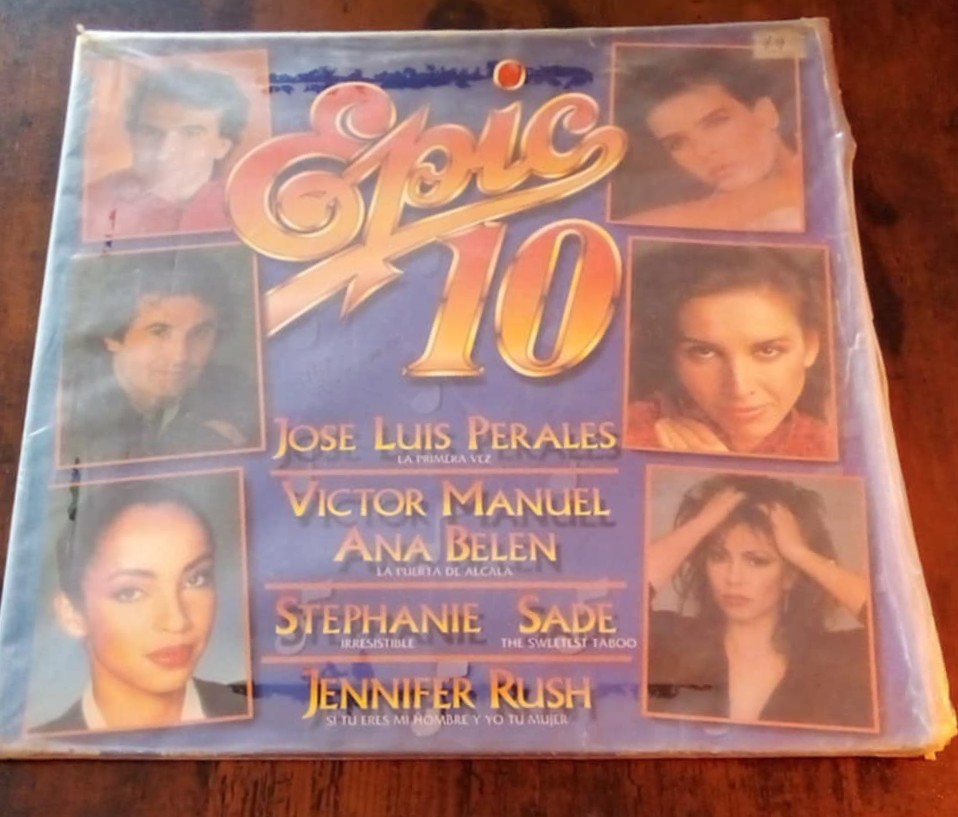 Epic
10
JOSE LUIS PERALES
LA PRIMERA VEZ
VICTOR MANUEL
ANA BELEN
LA PUERTA DE ALCALA
STEPHANIE SADE
IRRESISTIBLE THE SWEETEST TABOO
JENNIFER RUSH
SI TU ERES MI HOMBRE Y YO TU MUJER